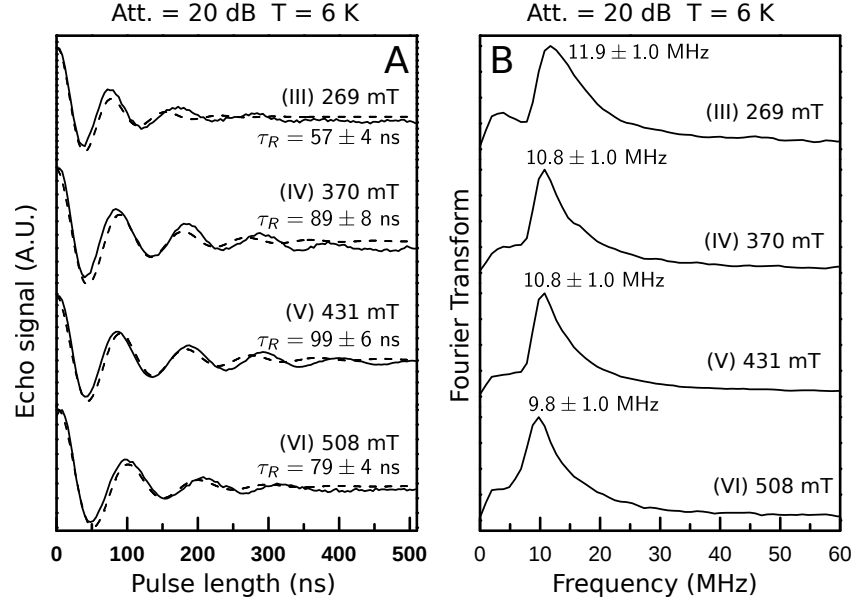 Att. = 20 dB  T = 6 K
A
(III) 269 mT
τR = 57 ± 4 ns
(IV) 370 mT
τR = 89 ± 8 ns
(V) 431 mT
τR = 99 ± 6 ns
(VI) 508 mT
τR = 79 ± 4 ns
Echo signal (A.U.)
0 100 200 300 400 500
Pulse length (ns)
Att. = 20 dB  T = 6 K
B
11.9 ± 1.0 MHz
(III) 269 mT
10.8 ± 1.0 MHz
(IV) 370 mT
10.8 ± 1.0 MHz
(V) 431 mT
9.8 ± 1.0 MHz
(VI) 508 mT
Fourier Transform
0 10 20 30 40 50 60
Frequency (MHz)